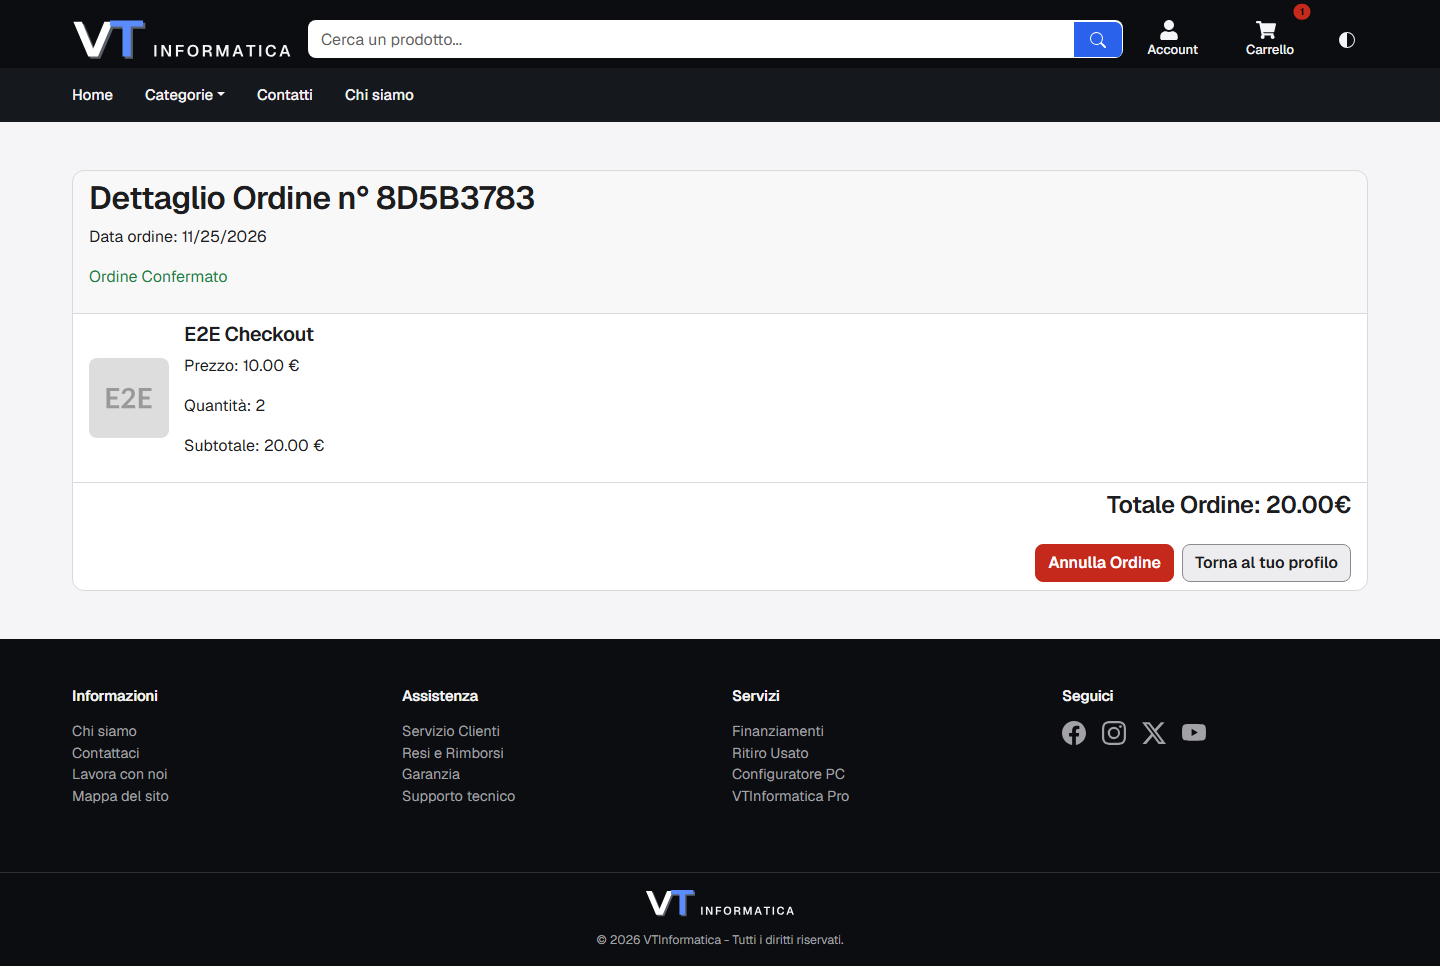 VT INFORMATICA
Cerca un prodotto...
Account
1
Carrello
Home
Categorie
Contatti
Chi siamo
Dettaglio Ordine n° 8D5B3783
Data ordine: 11/25/2026
Ordine Confermato
E2E
E2E Checkout
Prezzo: 10.00 €
Quantità: 2
Subtotale: 20.00 €
Totale Ordine: 20.00€
Annulla Ordine
Torna al tuo profilo
Informazioni
Chi siamo
Contattaci
Lavora con noi
Mappa del sito
Assistenza
Servizio Clienti
Resi e Rimborsi
Garanzia
Supporto tecnico
Servizi
Finanziamenti
Ritiro Usato
Configuratore PC
VTInformatica Pro
Seguici
VT INFORMATICA
© 2026 VTInformatica - Tutti i diritti riservati.